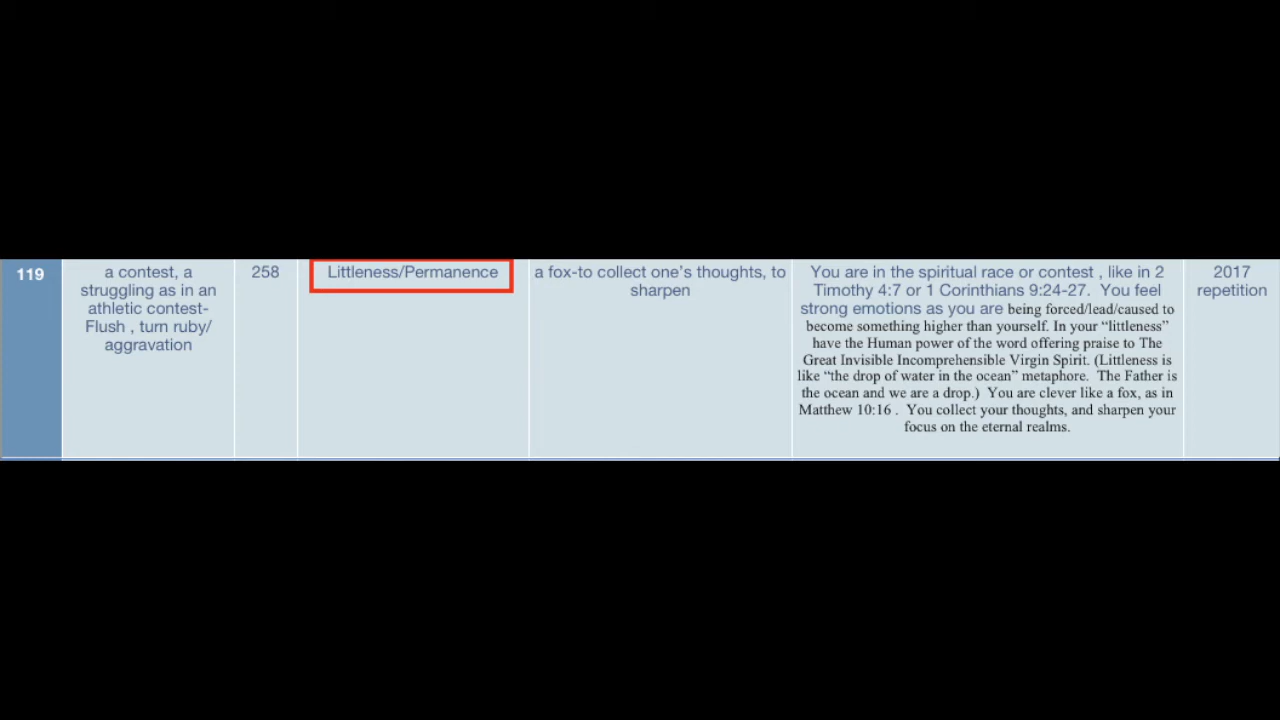 119
a contest, a
struggling as in an
athletic contest-
Flush , turn ruby/
aggravation
258
Littleness/Permanence
a fox-to collect one's thoughts, to
sharpen
You are in the spiritual race or contest , like in 2
Timothy 4:7 or 1 Corinthians 9:24-27.  You feel
strong emotions as you are being forced/lead/caused to
become something higher than yourself. In your “littleness”
have the Human power of the word offering praise to The
Great Invisible Incomprehensible Virgin Spirit. (Littleness is
like “the drop of water in the ocean” metaphore.  The Father is
the ocean and we are a drop.)  You are clever like a fox, as in
Matthew 10:16 .  You collect your thoughts, and sharpen your
focus on the eternal realms.
2017
repetition